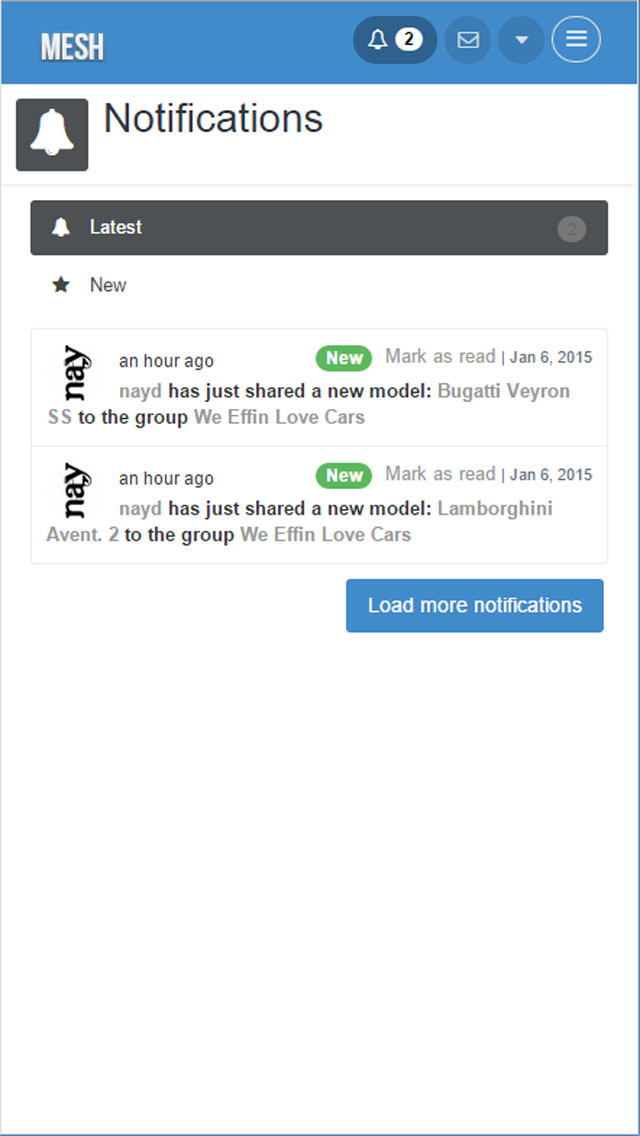 MESH 2
Notifications
Latest 2
New
nay an hour ago New Mark as read | Jan 6, 2015
nayd has just shared a new model: Bugatti Veyron
SS to the group We Effin Love Cars
nay an hour ago New Mark as read | Jan 6, 2015
nayd has just shared a new model: Lamborghini
Avent. 2 to the group We Effin Love Cars
Load more notifications